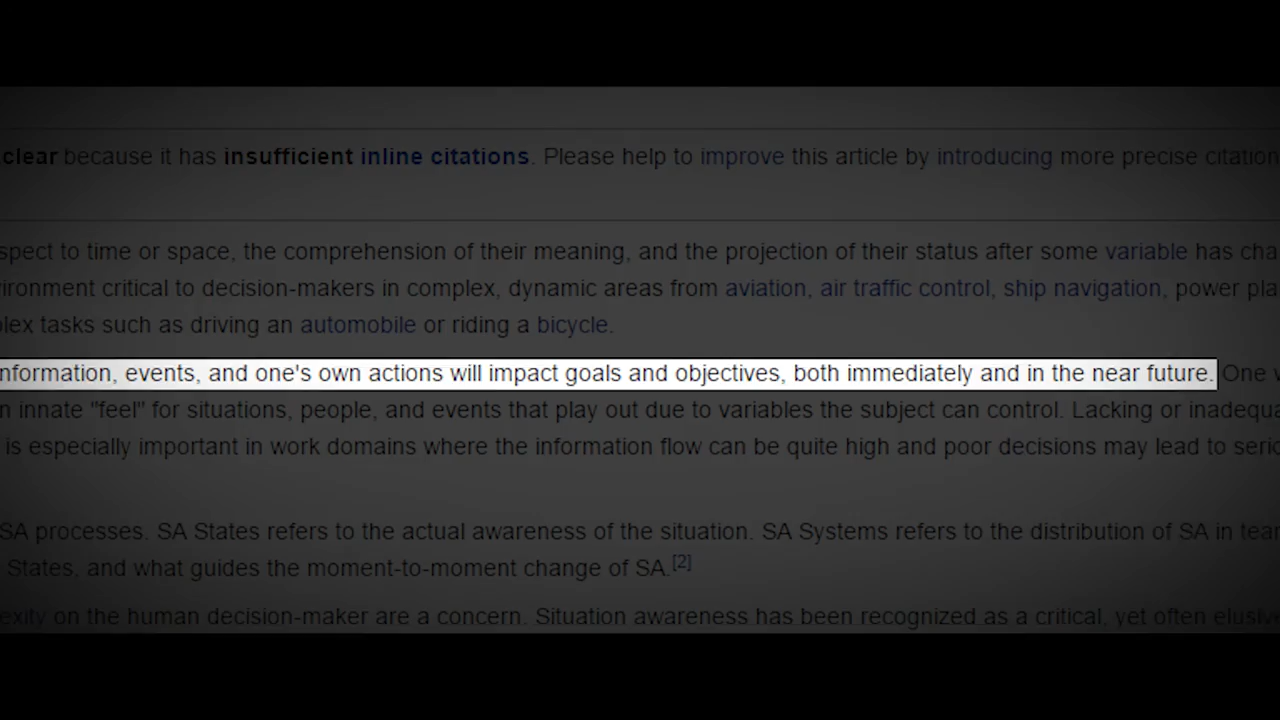 clear because it has insufficient inline citations. Please help to improve this article by introducing more precise citation
spect to time or space, the comprehension of their meaning, and the projection of their status after some variable has cha
ironment critical to decision-makers in complex, dynamic areas from aviation, air traffic control, ship navigation, power pla
plex tasks such as driving an automobile or riding a bicycle.
nformation, events, and one's own actions will impact goals and objectives, both immediately and in the near future. One
n innate "feel" for situations, people, and events that play out due to variables the subject can control. Lacking or inadequa
is especially important in work domains where the information flow can be quite high and poor decisions may lead to serio
SA processes. SA States refers to the actual awareness of the situation. SA Systems refers to the distribution of SA in tea
States, and what guides the moment-to-moment change of SA.[2]
exity on the human decision-maker are a concern. Situation awareness has been recognized as a critical, yet often elusiv